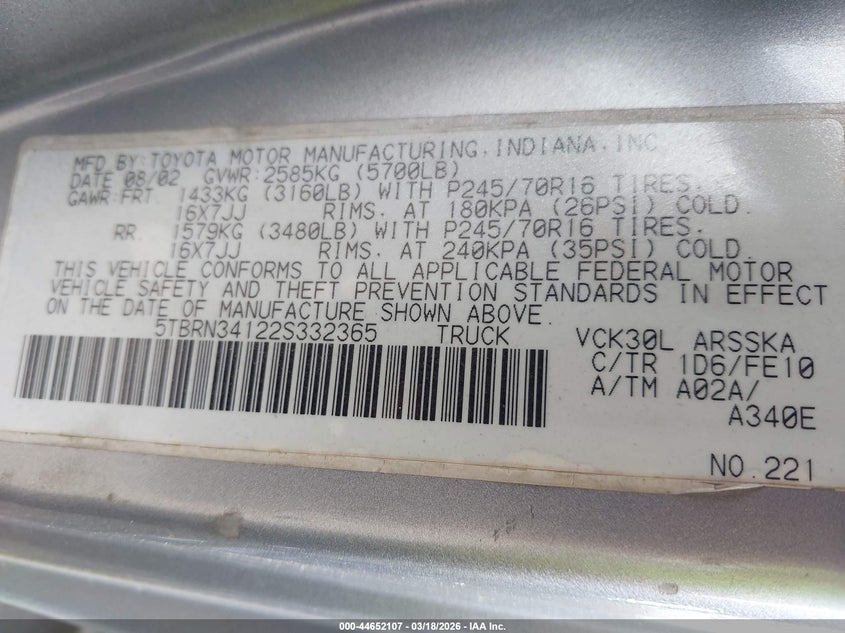 MFD.BY:TOYOTA MOTOR MANUFACTURING,INDIANA,INC.
DATE 08/02 GVWR:2585KG (5700LB)
GAWR:FRT. 1433KG (3160LB) WITH P245/70R16 TIRES.
16X7JJ RIMS. AT 180KPA (26PSI) COLD.
RR. 1579KG (3480LB) WITH P245/70R16 TIRES.
16X7JJ RIMS. AT 240KPA (35PSI) COLD.
THIS VEHICLE CONFORMS TO ALL APPLICABLE FEDERAL MOTOR
VEHICLE SAFETY AND THEFT PREVENTION STANDARDS IN EFFECT
ON THE DATE OF MANUFACTURE SHOWN ABOVE.
5TBRN34122S332365 TRUCK
VCK30L ARSSKA
C/TR 1D6/FE10
A/TM A02A/
A340E
NO.221
000-44652107 — 03/18/2026 — IAA Inc.